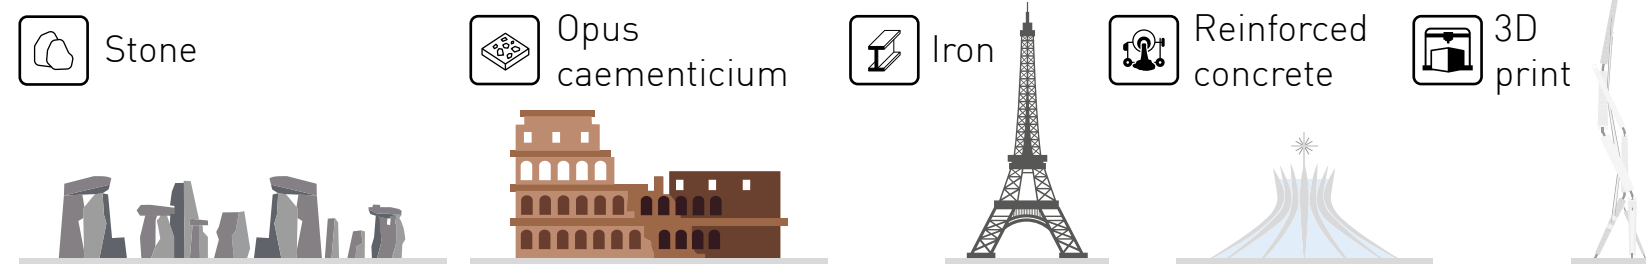 Stone
Opus
caementicium
Iron
Reinforced
concrete
3D
print